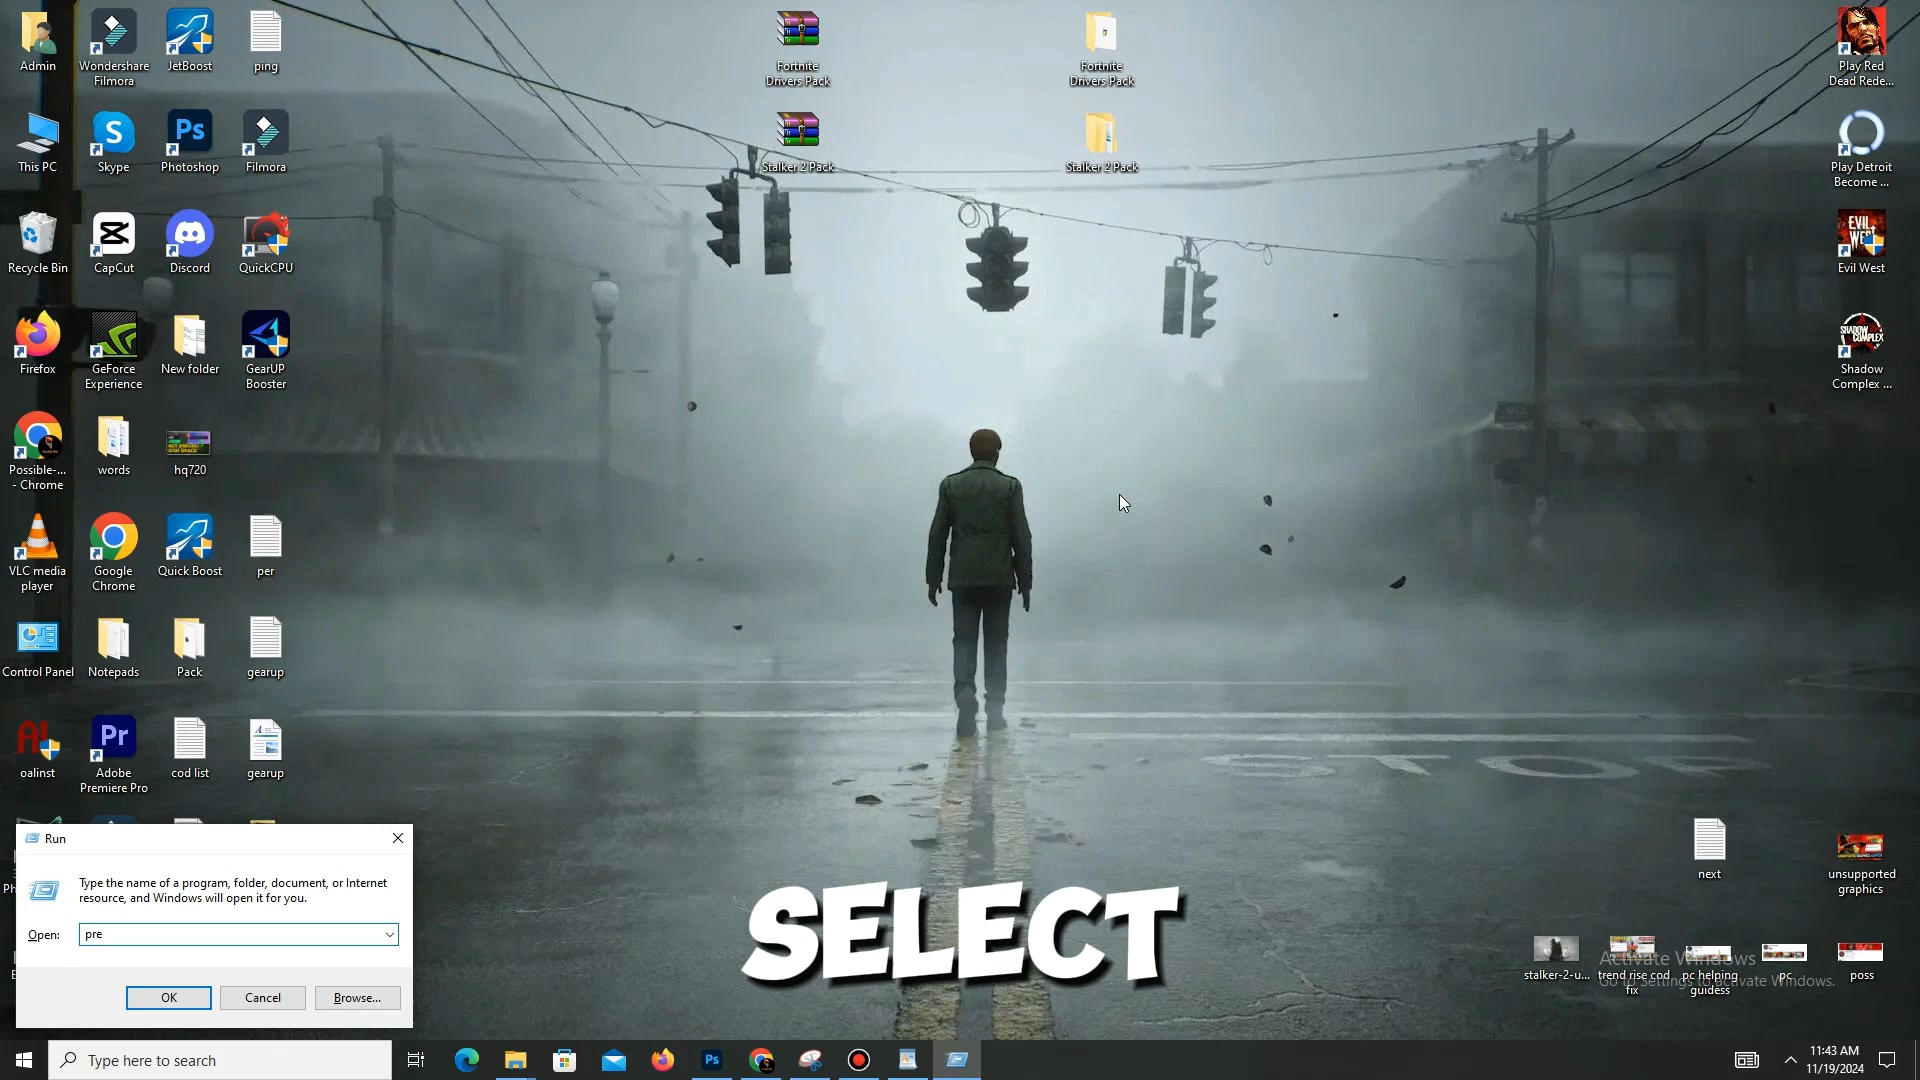 Admin
Wondershare
Filmora
JetBoost
ping
Fortnite
Drivers Pack
Fortnite
Drivers Pack
Play Red
Dead Rede...
This PC
Skype
Photoshop
Filmora
Stalker 2 Pack
Stalker 2 Pack
Play Detroit
Become ...
Recycle Bin
CapCut
Discord
QuickCPU
EVIL
Evil West
Firefox
GeForce
Experience
New folder
GearUP
Booster
SHADOW
COMPLEX
Shadow
Complex ...
Possible-...
- Chrome
words
hq720
VLC media
player
Google
Chrome
Quick Boost
per
Control Panel
Notepads
Pack
gearup
oalinst
Adobe
Premiere Pro
cod list
gearup
STOP
Run
Type the name of a program, folder, document, or Internet
resource, and Windows will open it for you.
Open:
pre
OK
Cancel
Browse...
SELECT
next
unsupported
graphics
stalker-2-u...
trend rise cod
fix
pc helping
guidess
pc
poss
Activate Windows
Go to Settings to activate Windows.
Type here to search
11:43 AM
11/19/2024